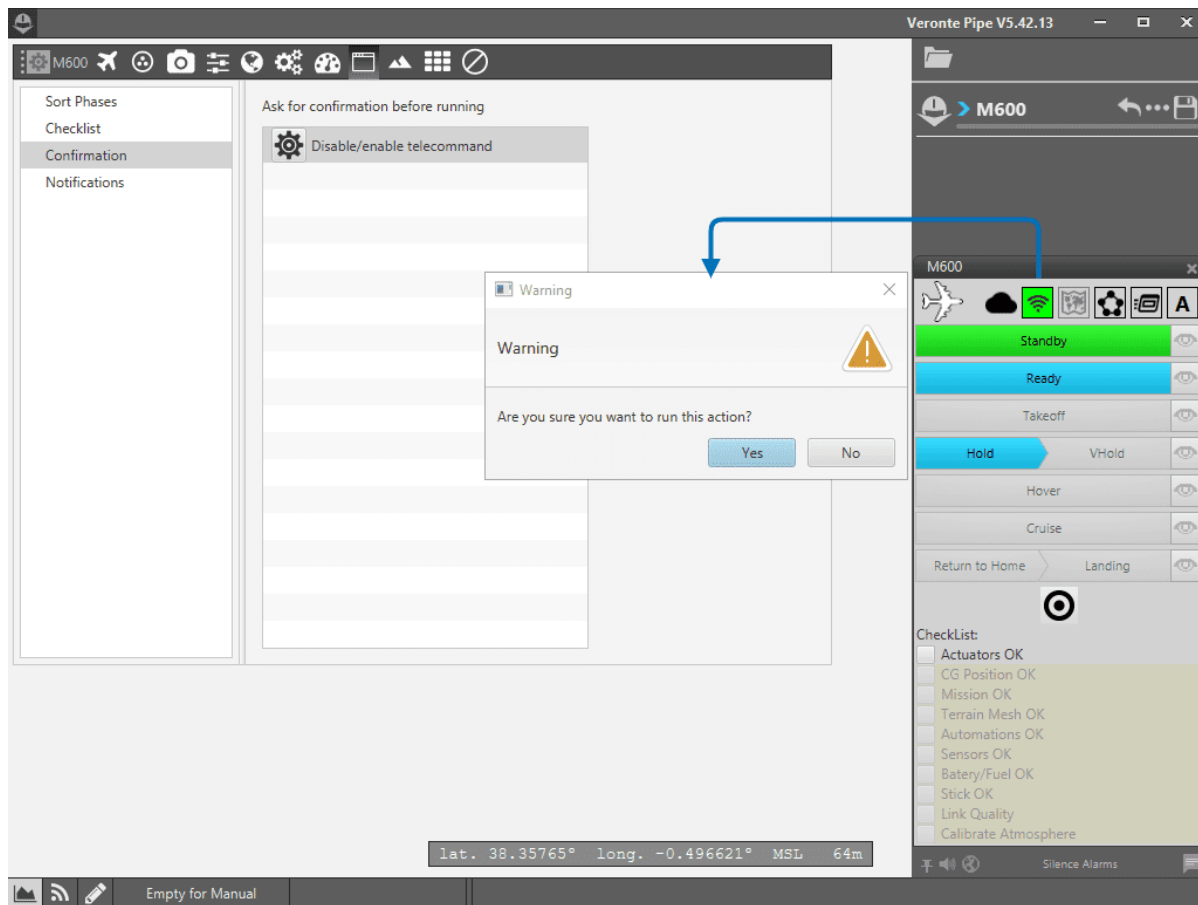 Veronte Pipe V5.42.13
M600
Sort Phases
Checklist
Confirmation
Notifications
Ask for confirmation before running
Disable/enable telecommand
Warning
Warning
Are you sure you want to run this action?
Yes No
lat. 38.35765° long. -0.496621° MSL 64m
Empty for Manual
M600
M600
A
Standby
Ready
Takeoff
Hold VHold
Hover
Cruise
Return to Home Landing
CheckList:
Actuators OK
CG Position OK
Mission OK
Terrain Mesh OK
Automations OK
Sensors OK
Batery/Fuel OK
Stick OK
Link Quality
Calibrate Atmosphere
Silence Alarms